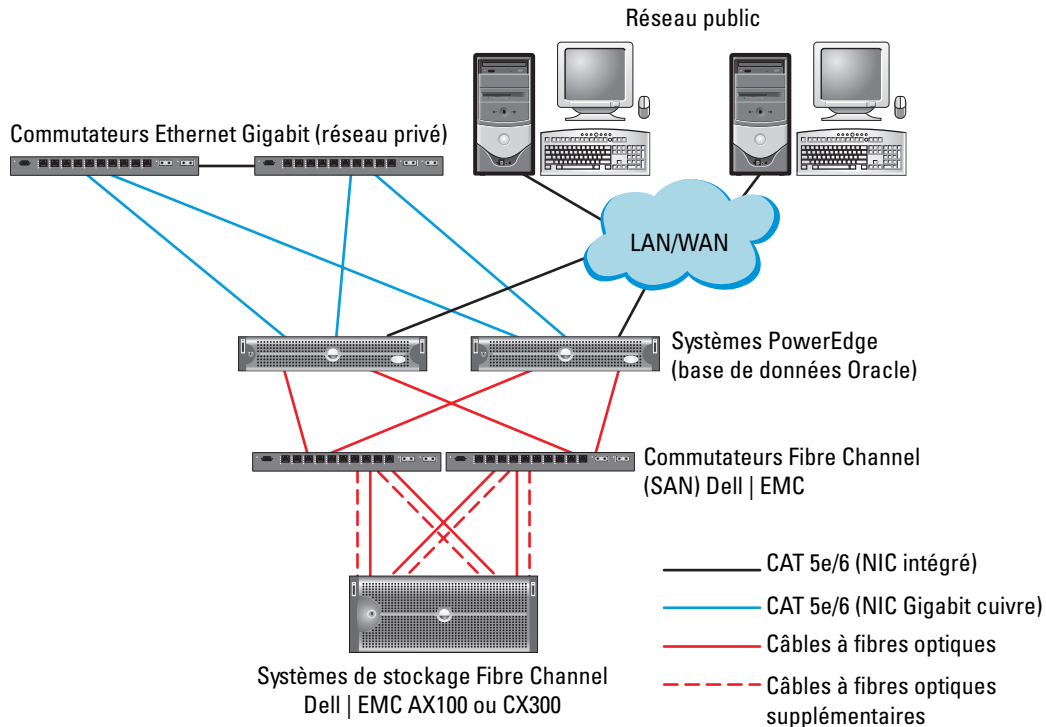 Réseau public
Commutateurs Ethernet Gigabit (réseau privé)
LAN/WAN
Systèmes PowerEdge
(base de données Oracle)
Commutateurs Fibre Channel
(SAN) Dell | EMC
CAT 5e/6 (NIC intégré)
CAT 5e/6 (NIC Gigabit cuivre)
Câbles à fibres optiques
Câbles à fibres optiques
supplémentaires
Systèmes de stockage Fibre Channel
Dell | EMC AX100 ou CX300